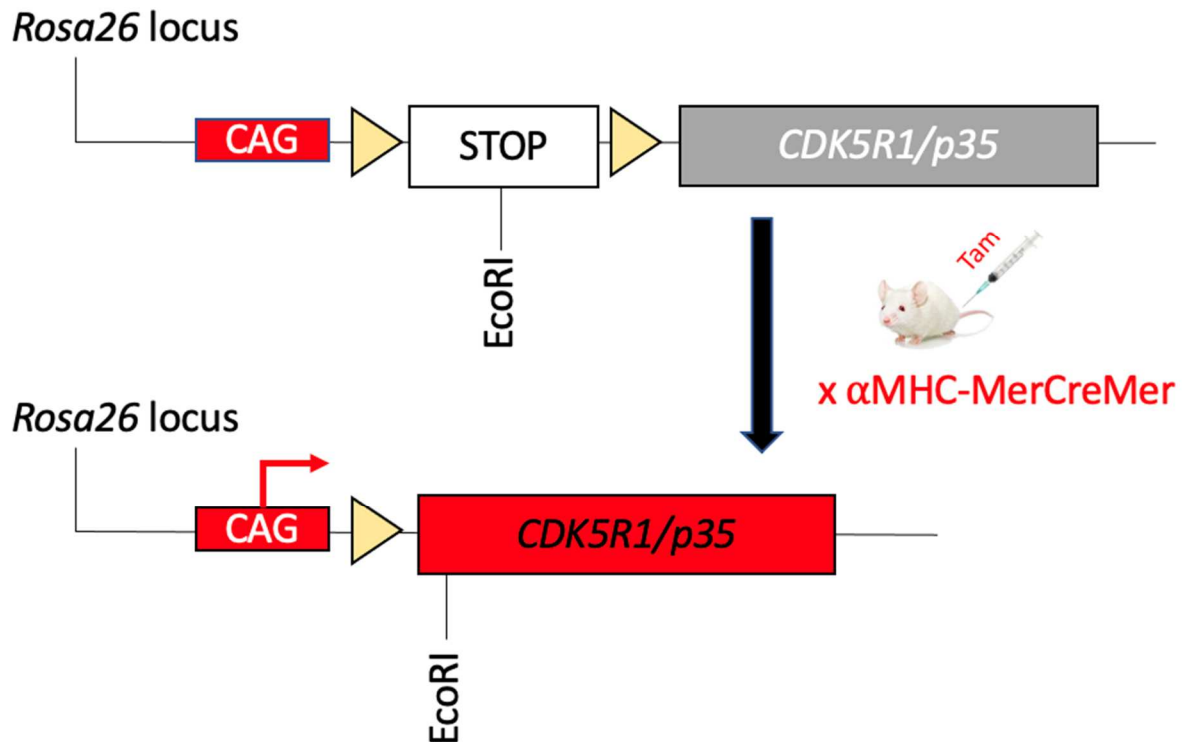 Rosa26 locus
CAG
STOP
CDK5R1/p35
EcoRI
Tam
x αMHC-MerCreMer
Rosa26 locus
CAG
CDK5R1/p35
EcoRI